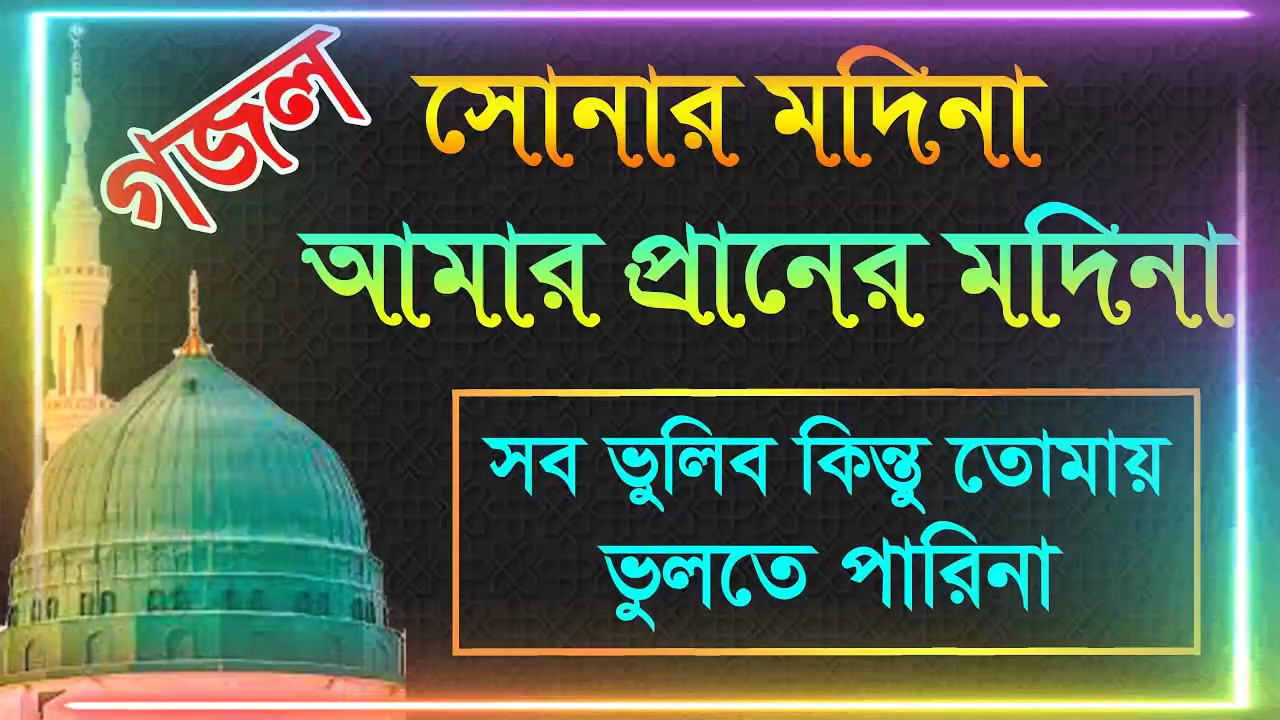 গজল
সোনার মদিনা
আমার প্রানের মদিনা
সব ভুলিব কিন্তু তোমায়
ভুলতে পারিনা